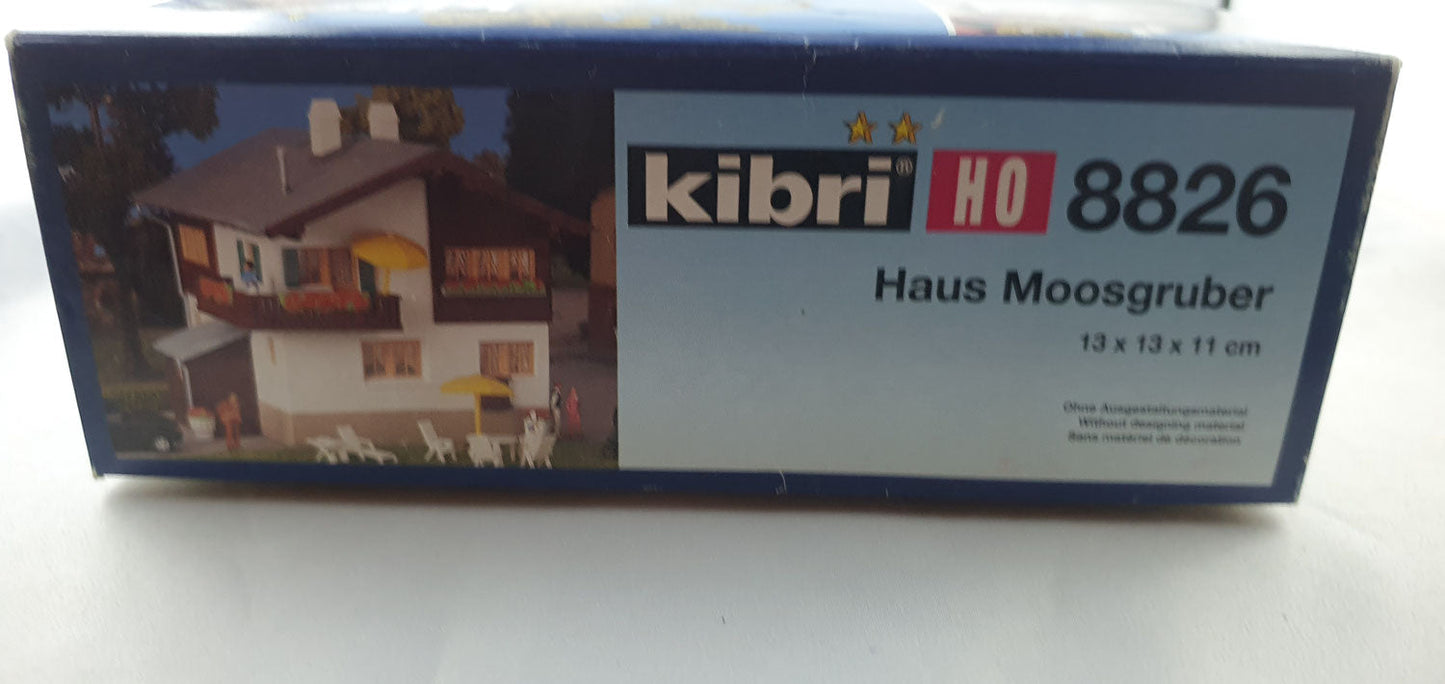 kibri® HO 8826
Haus Moosgruber
13 x 13 x 11 cm
Ohne Ausgestaltungsmaterial
Without designing material
Sans matériel de décoration